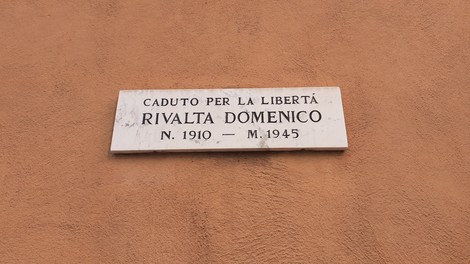 CADUTO PER LA LIBERTÁ
RIVALTA DOMENICO
N. 1910 — M. 1945